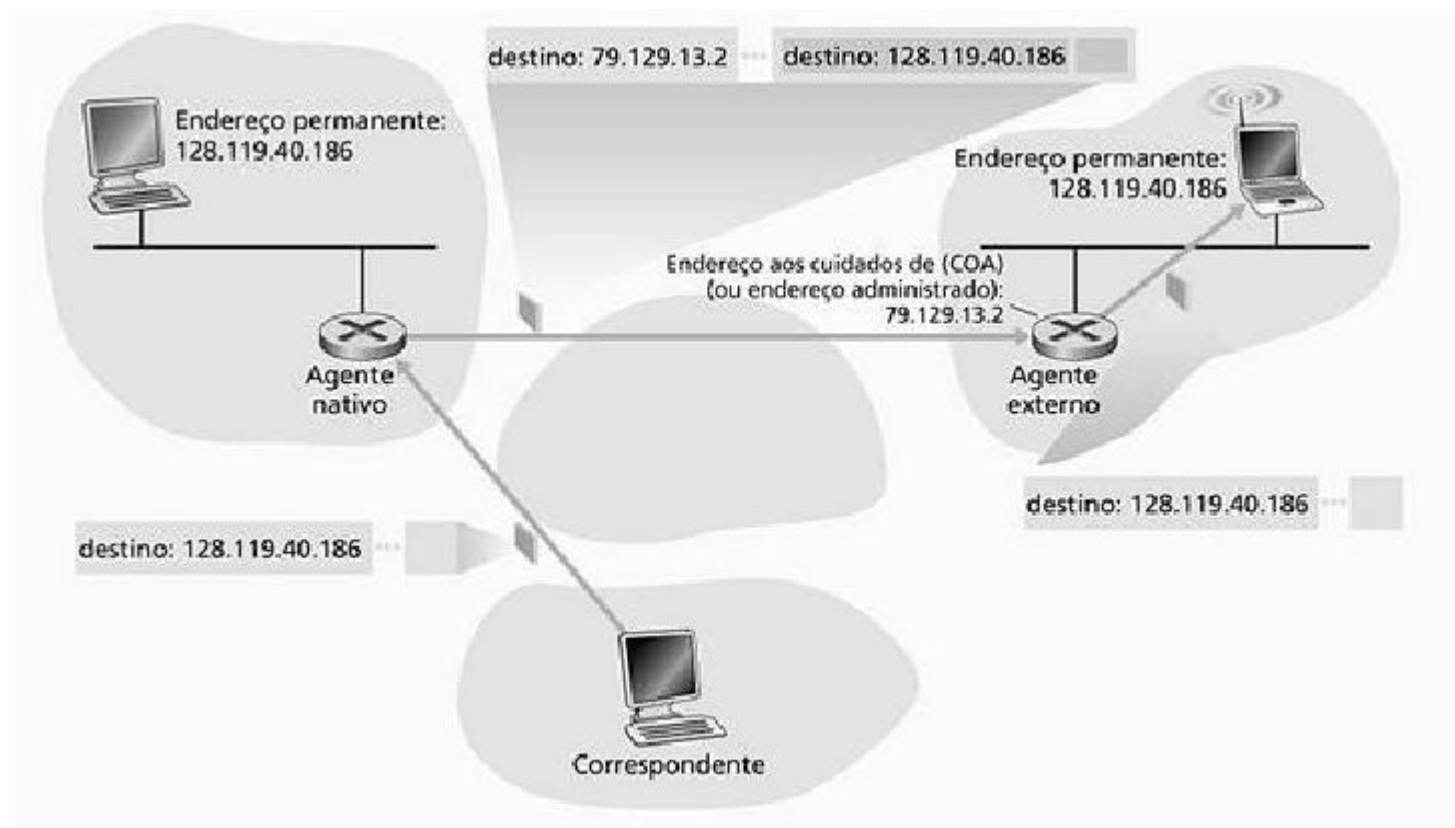 destino: 79.129.13.2 ··· destino: 128.119.40.186
Endereço permanente:
128.119.40.186
Endereço permanente:
128.119.40.186
Endereço aos cuidados de (COA)
(ou endereço administrado):
79.129.13.2
Agente
nativo
Agente
externo
destino: 128.119.40.186 ···
destino: 128.119.40.186 ···
Correspondente